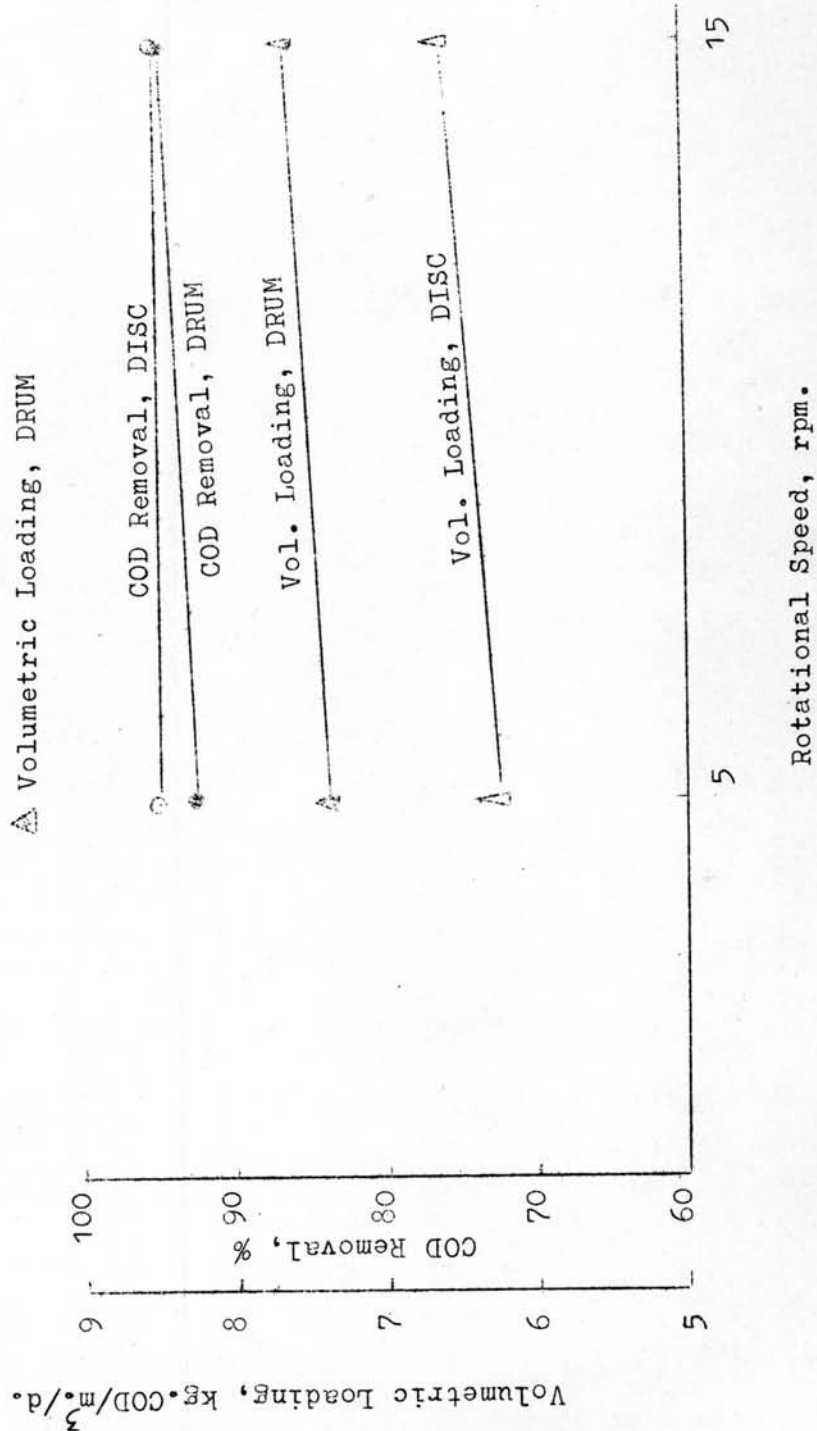 △ Volumetric Loading, DRUM
COD Removal, DISC
COD Removal, DRUM
Vol. Loading, DRUM
Vol. Loading, DISC
Volumetric Loading, kg.COD/m.³/d.
9
8
7
6
5
COD Removal, %
100
90
80
70
60
5
15
Rotational Speed, rpm.